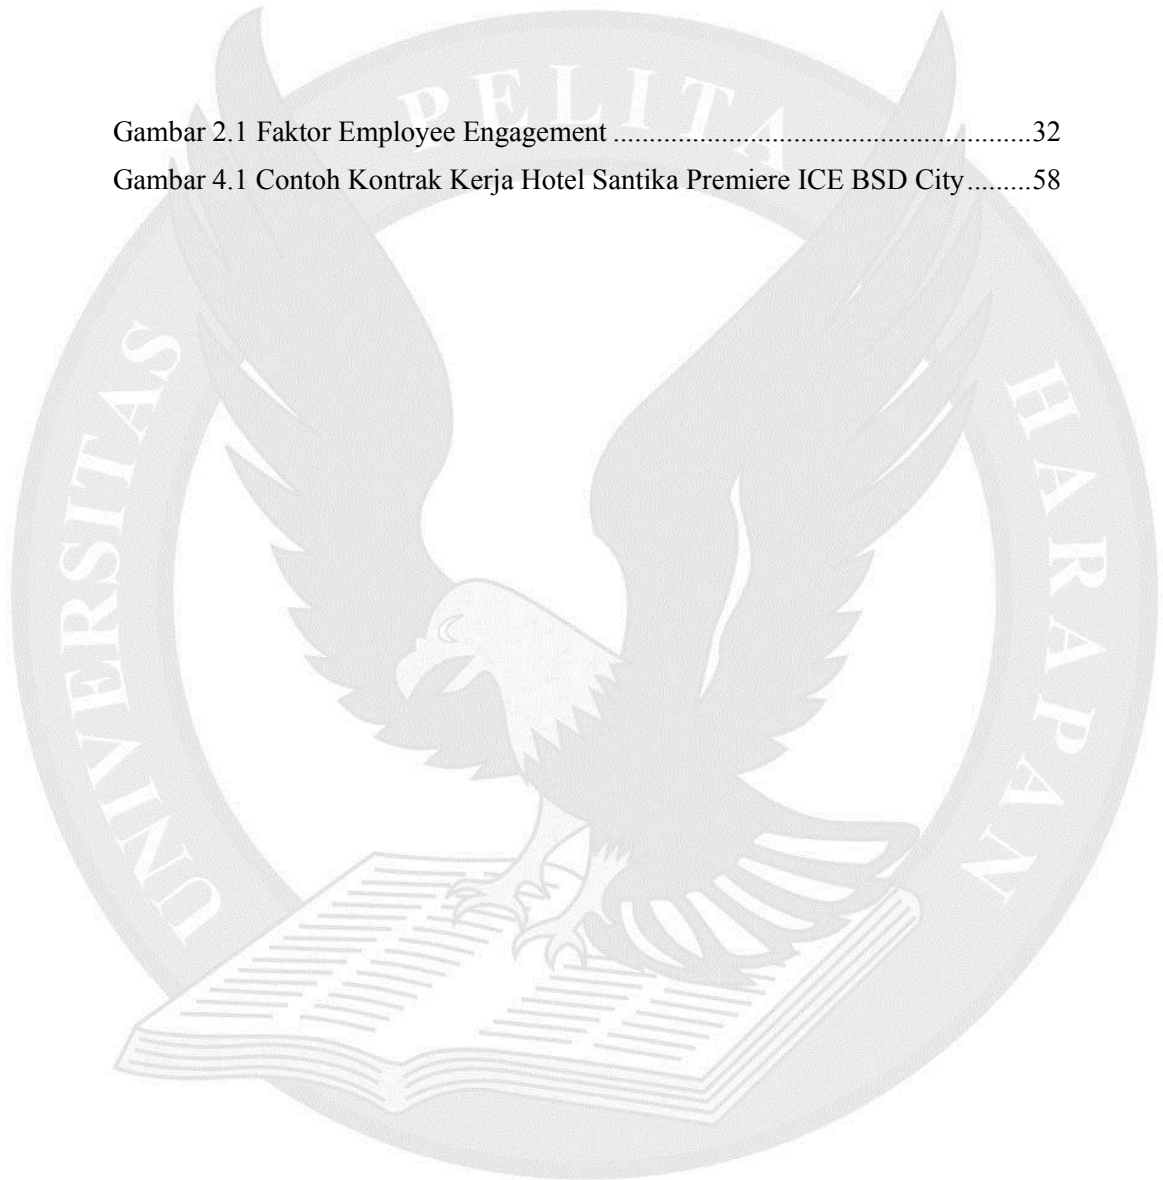 Gambar 2.1 Faktor Employee Engagement ..........................................................32
Gambar 4.1 Contoh Kontrak Kerja Hotel Santika Premiere ICE BSD City.........58
UNIVERSITAS PELITA HARAPAN